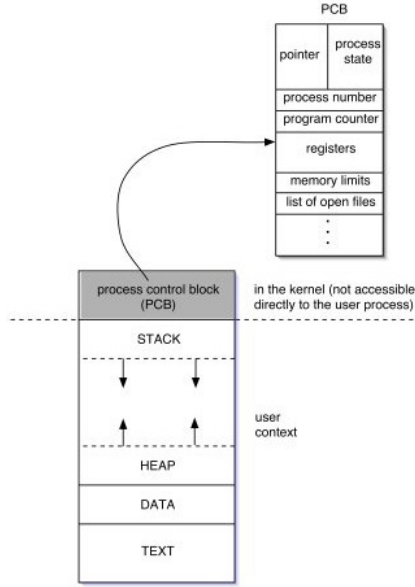 PCB
pointer
process
state
process number
program counter
registers
memory limits
list of open files
process control block
(PCB)
in the kernel (not accessible
directly to the user process)
STACK
user
context
HEAP
DATA
TEXT